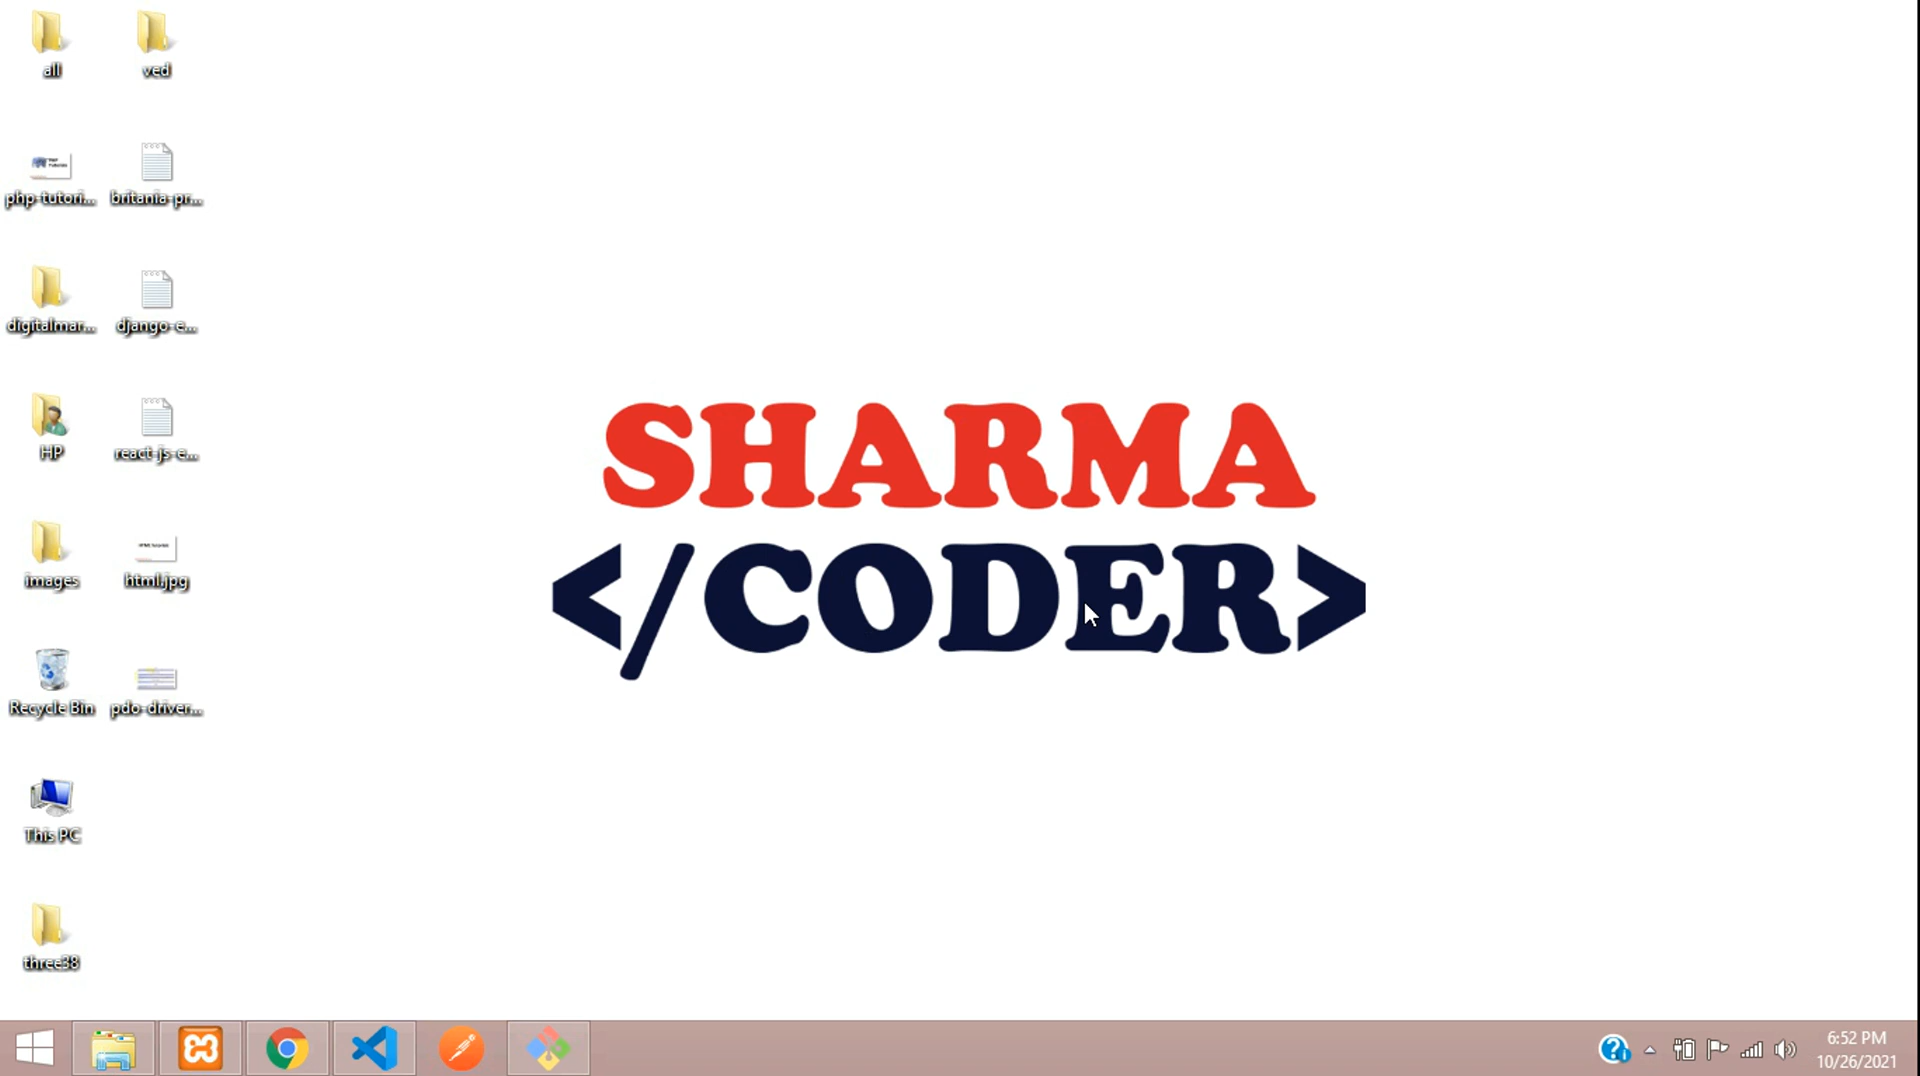 all
ved
php-tutori...
britania-pr...
digitalmar...
django-e...
HP
react-js-e...
images
html.jpg
Recycle Bin
pdo-driver...
This PC
three38
SHARMA
</CODER>
6:52 PM
10/26/2021